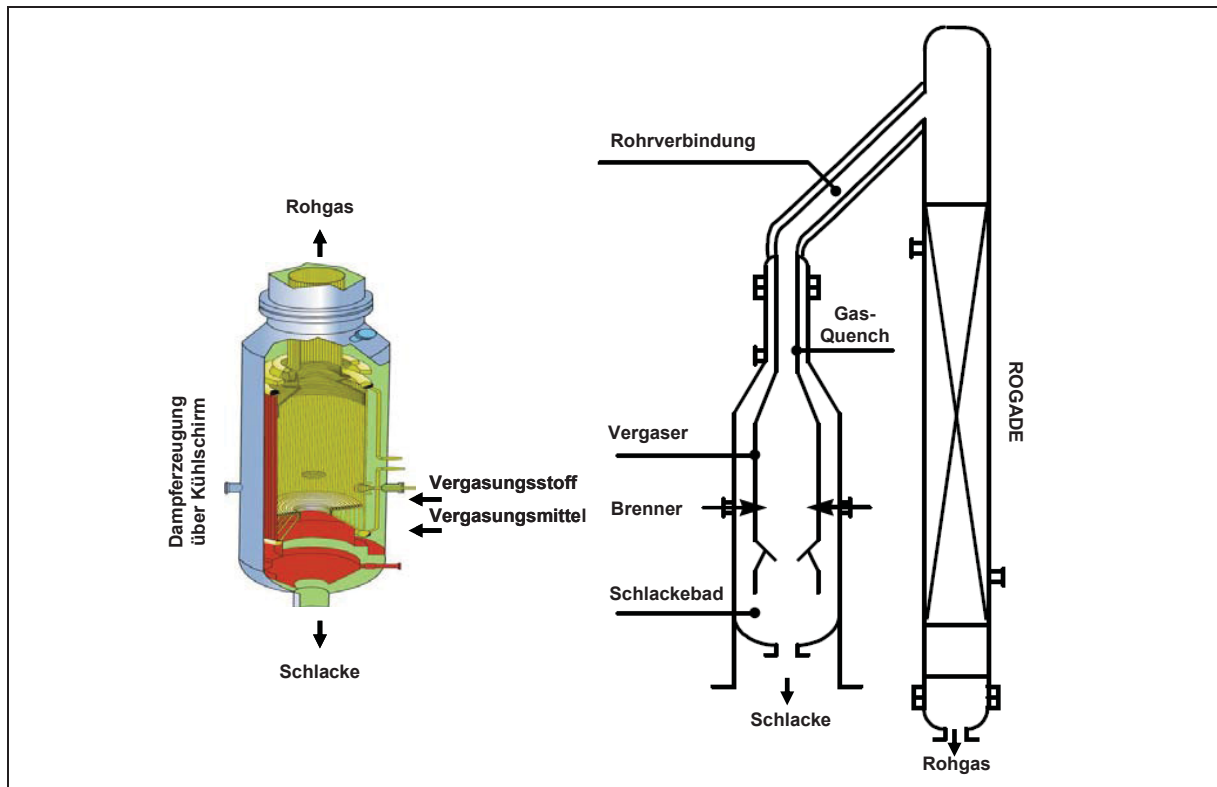 Rohgas
Dampferzeugung
über Kühlschirm
Vergasungsstoff
Vergasungsmittel
Schlacke
Rohrverbindung
Gas-
Quench
Vergaser
Brenner
Schlackebad
Schlacke
ROGADE
Rohgas